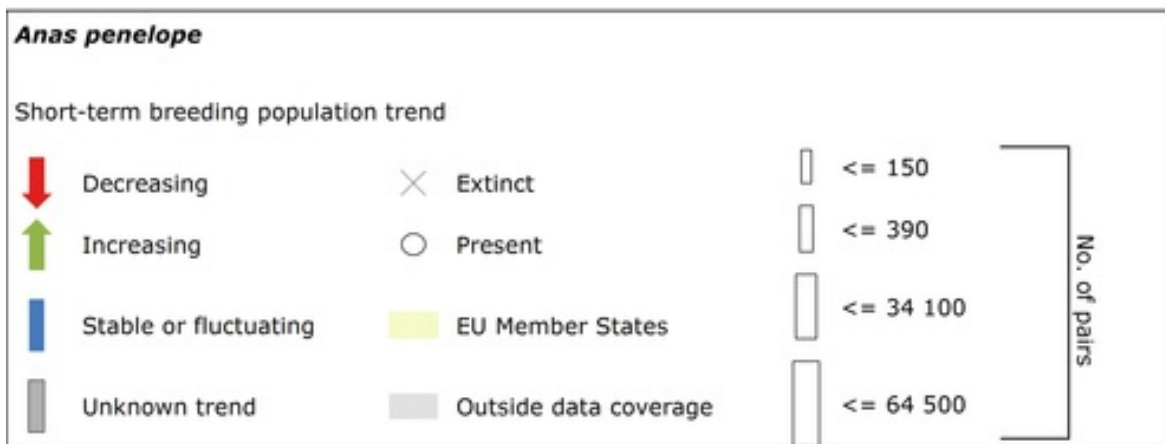 Anas penelope
Short-term breeding population trend
Decreasing
Extinct
<= 150
Increasing
Present
<= 390
Stable or fluctuating
EU Member States
<= 34 100
Unknown trend
Outside data coverage
<= 64 500
No. of pairs